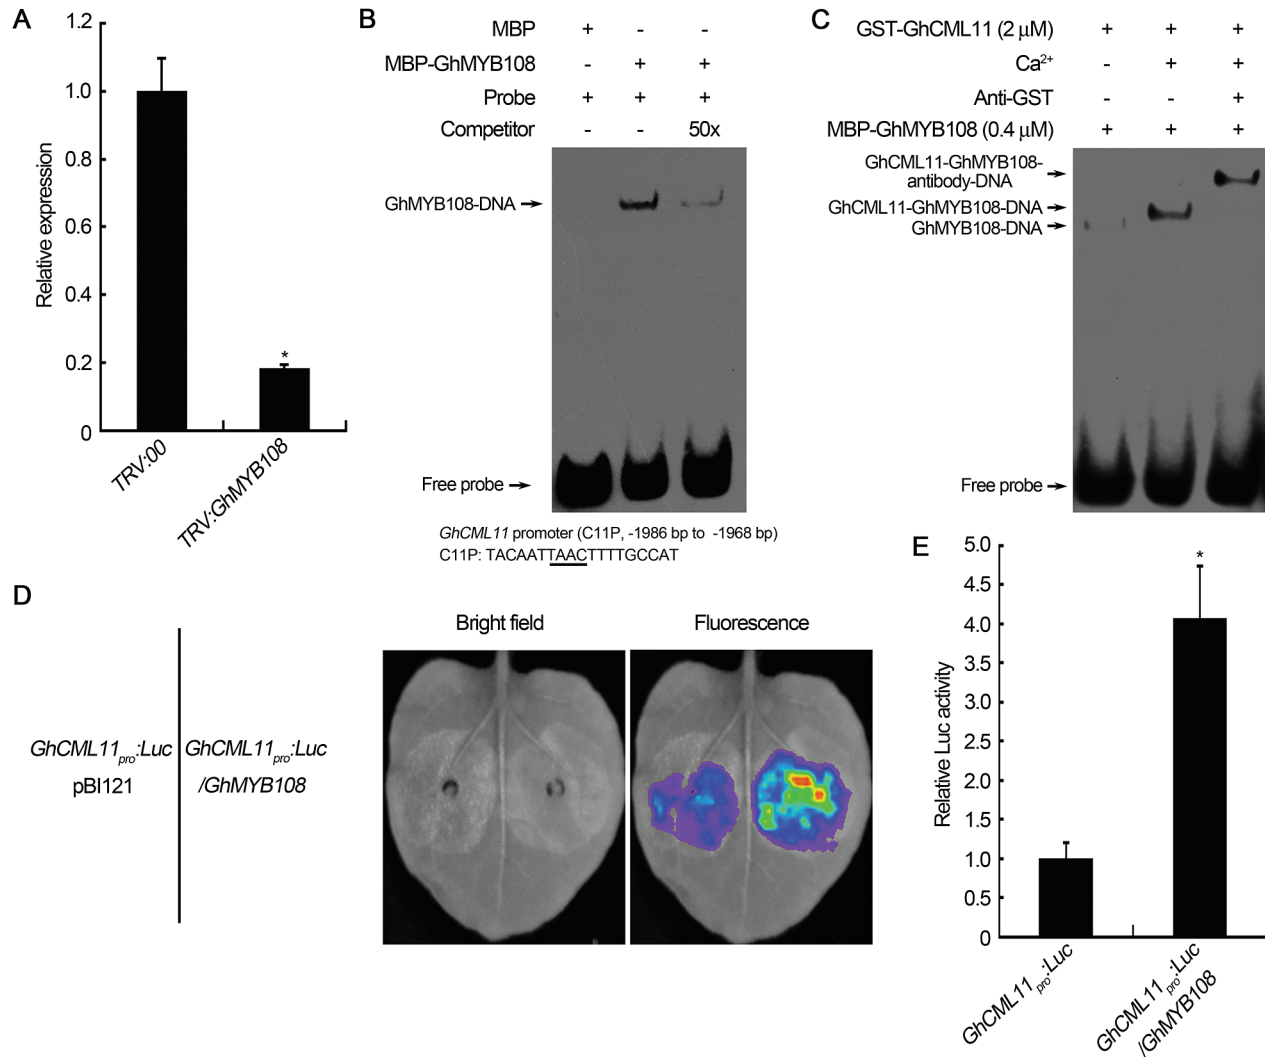 A
1.2
1.0
0.8
0.6
0.4
0.2
0
Relative expression
*
TRV:00
TRV:GhMYB108
B
MBP + - -
MBP-GhMYB108 - + +
Probe + + +
Competitor - - 50x
GhMYB108-DNA
Free probe
GhCML11 promoter (C11P, -1986 bp to -1968 bp)
C11P: TACAATTAACTTTTGCCAT
C
GST-GhCML11 (2 μM) + + +
Ca²⁺ - + +
Anti-GST - - +
MBP-GhMYB108 (0.4 μM) + + +
GhCML11-GhMYB108-
antibody-DNA
GhCML11-GhMYB108-DNA
GhMYB108-DNA
Free probe
D
GhCML11pro:Luc
pBI121
GhCML11pro:Luc
/GhMYB108
Bright field
Fluorescence
E
5.0
4.5
4.0
3.5
3.0
2.5
2.0
1.5
1.0
0.5
0
Relative Luc activity
*
GhCML11pro:Luc
GhCML11pro:Luc
/GhMYB108